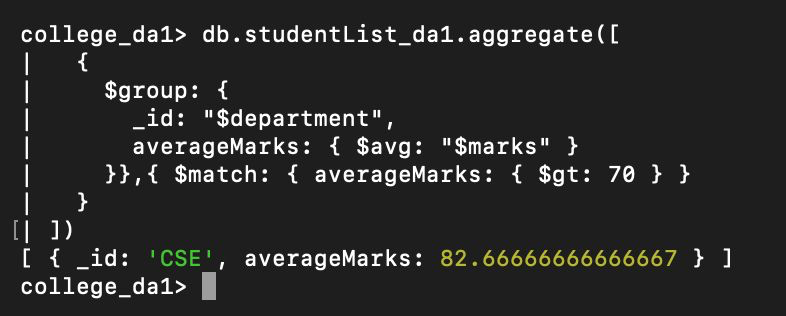 college_da1> db.studentList_da1.aggregate([
|   {
|     $group: {
|       _id: "$department",
|       averageMarks: { $avg: "$marks" }
|     }},{ $match: { averageMarks: { $gt: 70 } }
|   }
[| ])
[ { _id: 'CSE', averageMarks: 82.66666666666667 } ]
college_da1>